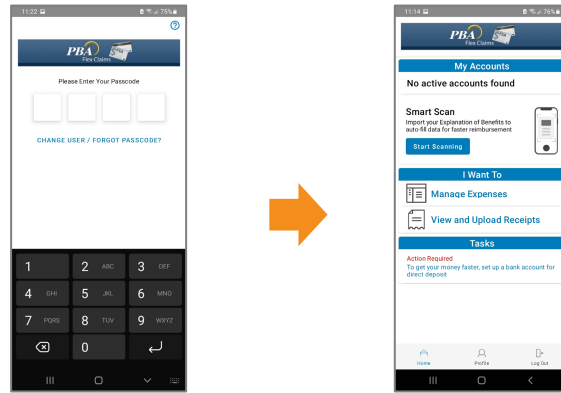 11:22
75%
PBA
Flex Claims
Please Enter Your Passcode
CHANGE USER / FORGOT PASSCODE?
1
2 ABC
3 DEF
4 GHI
5 JKL
6 MNO
7 PQRS
8 TUV
9 WXYZ
0
11:14
76%
PBA
Flex Claims
My Accounts
No active accounts found
Smart Scan
Import your Explanation of Benefits to
auto-fill data for faster reimbursement
Start Scanning
I Want To
Manage Expenses
View and Upload Receipts
Tasks
Action Required
To get your money faster, set up a bank account for
direct deposit
Home
Profile
Log Out